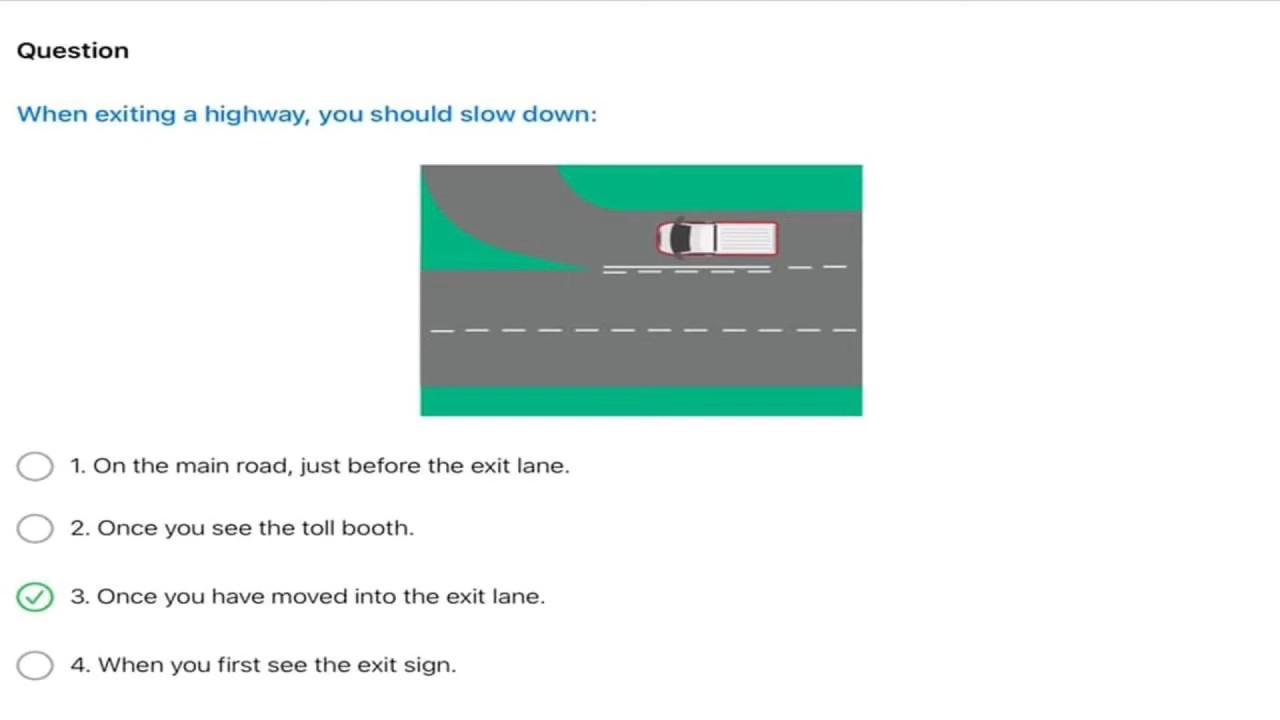 Question
When exiting a highway, you should slow down:
1. On the main road, just before the exit lane.
2. Once you see the toll booth.
3. Once you have moved into the exit lane.
4. When you first see the exit sign.